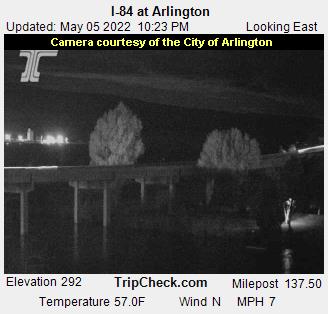 I-84 at Arlington
Updated: May 05 2022 10:23 PM Looking East
Camera courtesy of the City of Arlington
Elevation 292 TripCheck.com Milepost 137.50
Temperature 57.0F Wind N MPH 7